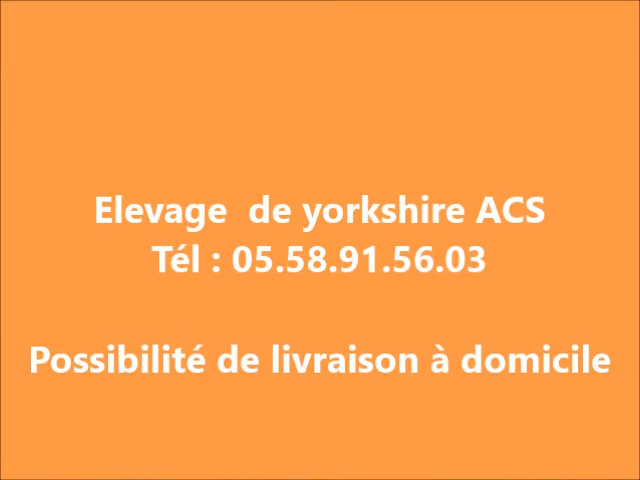 Elevage  de yorkshire ACS
Tél : 05.58.91.56.03
Possibilité de livraison à domicile